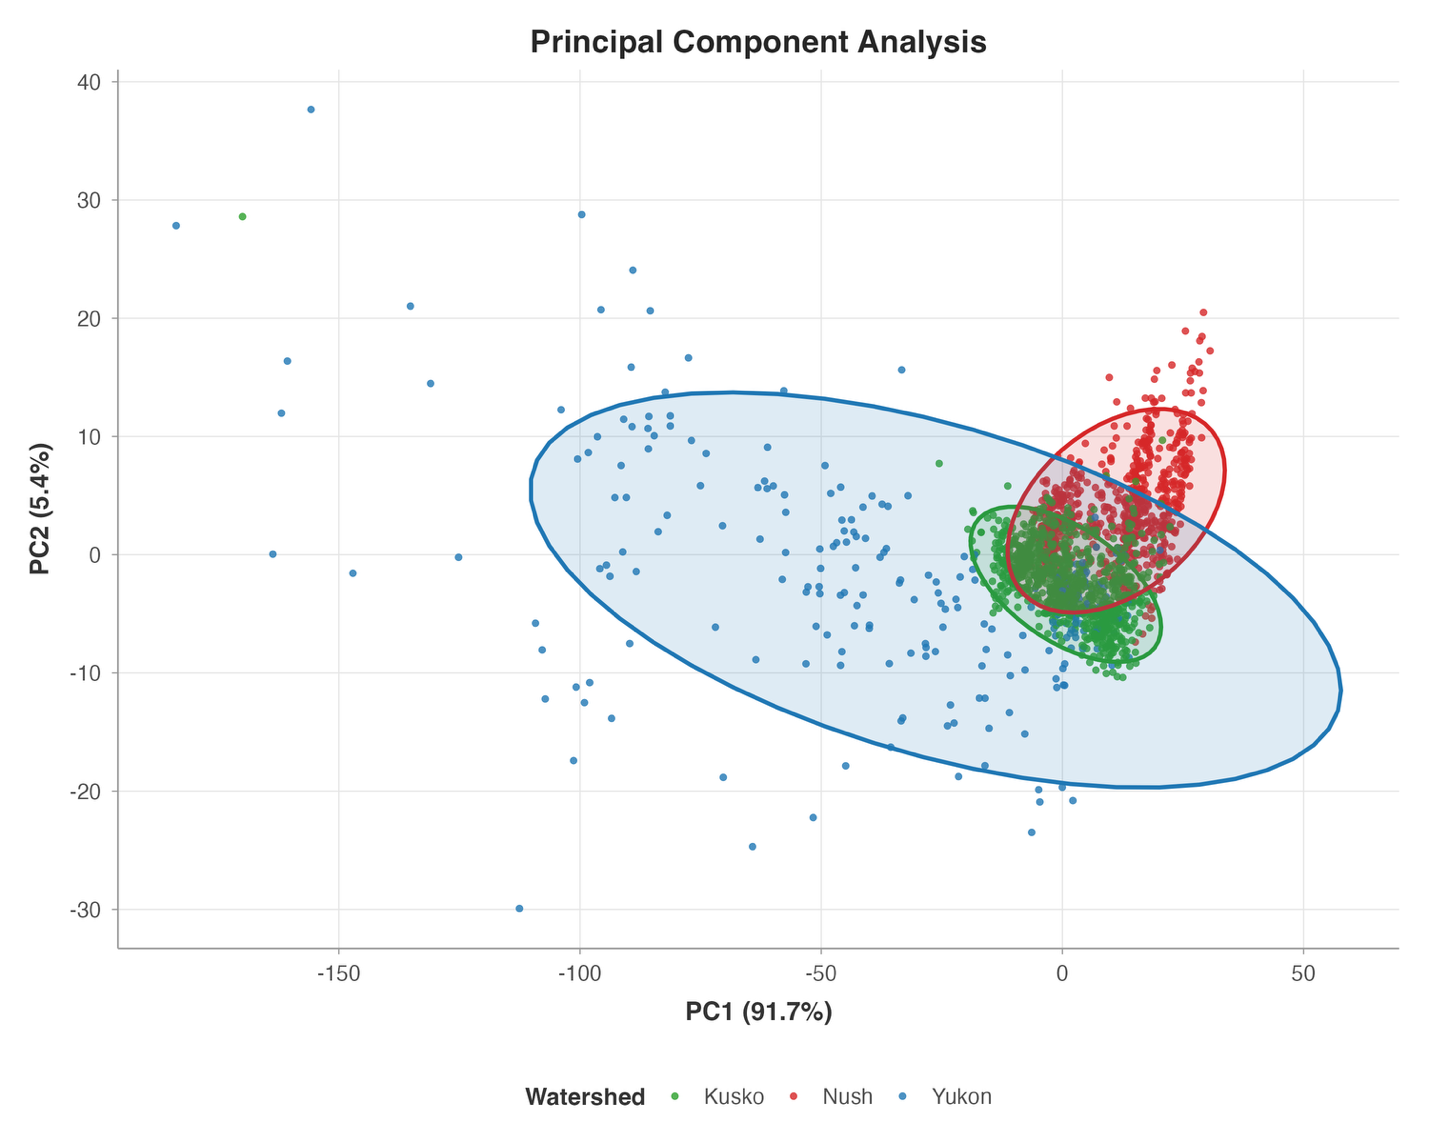 Principal Component Analysis
40
30
20
10
0
-10
-20
-30
PC2 (5.4%)
-150 -100 -50 0 50
PC1 (91.7%)
Watershed Kusko Nush Yukon